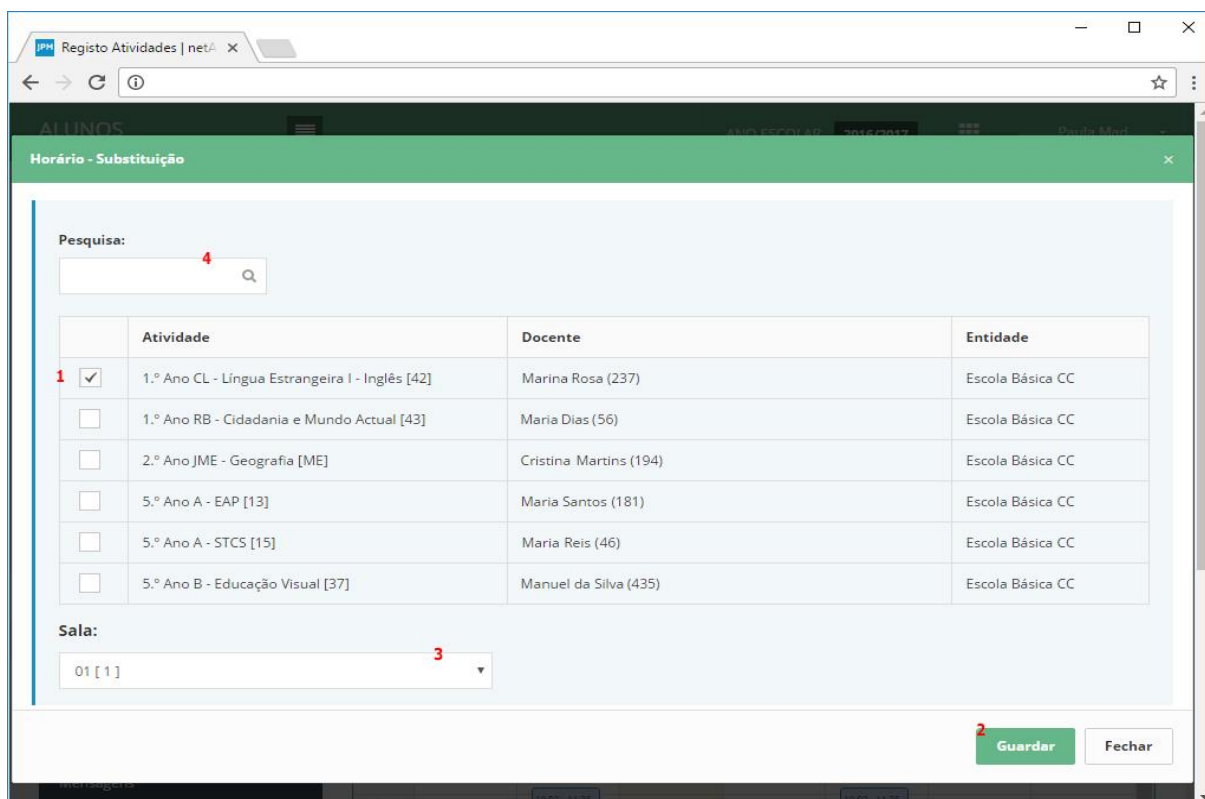 JPM Registo Atividades | netA
ALUNOS ANO ESCOLAR 2016/2017 Paula Mad
Horário - Substituição ×
Pesquisa:
4
Atividade Docente Entidade
1 1.º Ano CL - Língua Estrangeira I - Inglês [42] Marina Rosa (237) Escola Básica CC
1.º Ano RB - Cidadania e Mundo Actual [43] Maria Dias (56) Escola Básica CC
2.º Ano JME - Geografia [ME] Cristina Martins (194) Escola Básica CC
5.º Ano A - EAP [13] Maria Santos (181) Escola Básica CC
5.º Ano A - STCS [15] Maria Reis (46) Escola Básica CC
5.º Ano B - Educação Visual [37] Manuel da Silva (435) Escola Básica CC
Sala:
3
01 [ 1 ]
2
Guardar Fechar
Mensagens